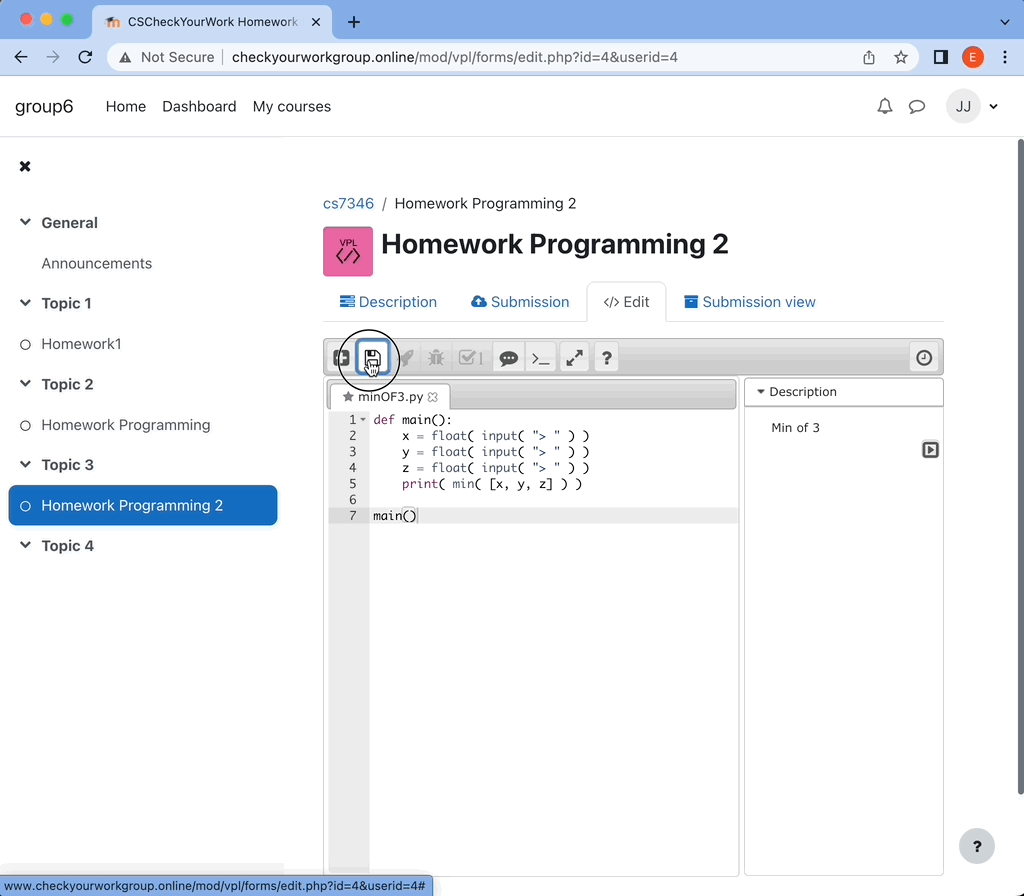 CSCheckYourWork Homework
Not Secure
checkyourworkgroup.online/mod/vpl/forms/edit.php?id=4&userid=4
E
group6
Home
Dashboard
My courses
JJ
General
Announcements
Topic 1
Homework1
Topic 2
Homework Programming
Topic 3
Homework Programming 2
Topic 4
cs7346 / Homework Programming 2
VPL
Homework Programming 2
Description
Submission
</> Edit
Submission view
1
?
minOF3.py
1 def main():
2     x = float( input( "> " ) )
3     y = float( input( "> " ) )
4     z = float( input( "> " ) )
5     print( min( [x, y, z] ) )
6
7 main()
Description
Min of 3
?
www.checkyourworkgroup.online/mod/vpl/forms/edit.php?id=4&userid=4#